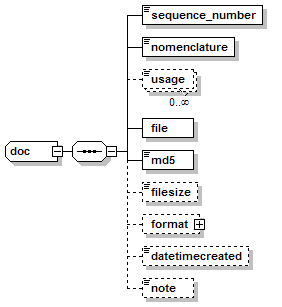 sequence_number
nomenclature
usage
0..∞
doc
file
md5
filesize
format
datetimecreated
note